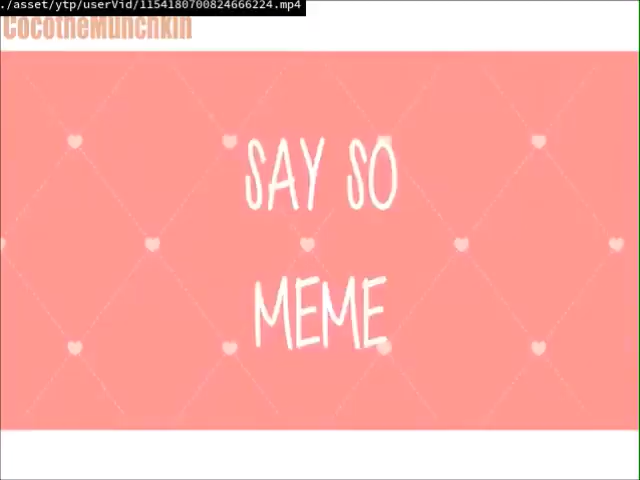 ./asset/ytp/userVid/1154180700824666224.mp4
CocotheMunchkin
SAY SO
MEME